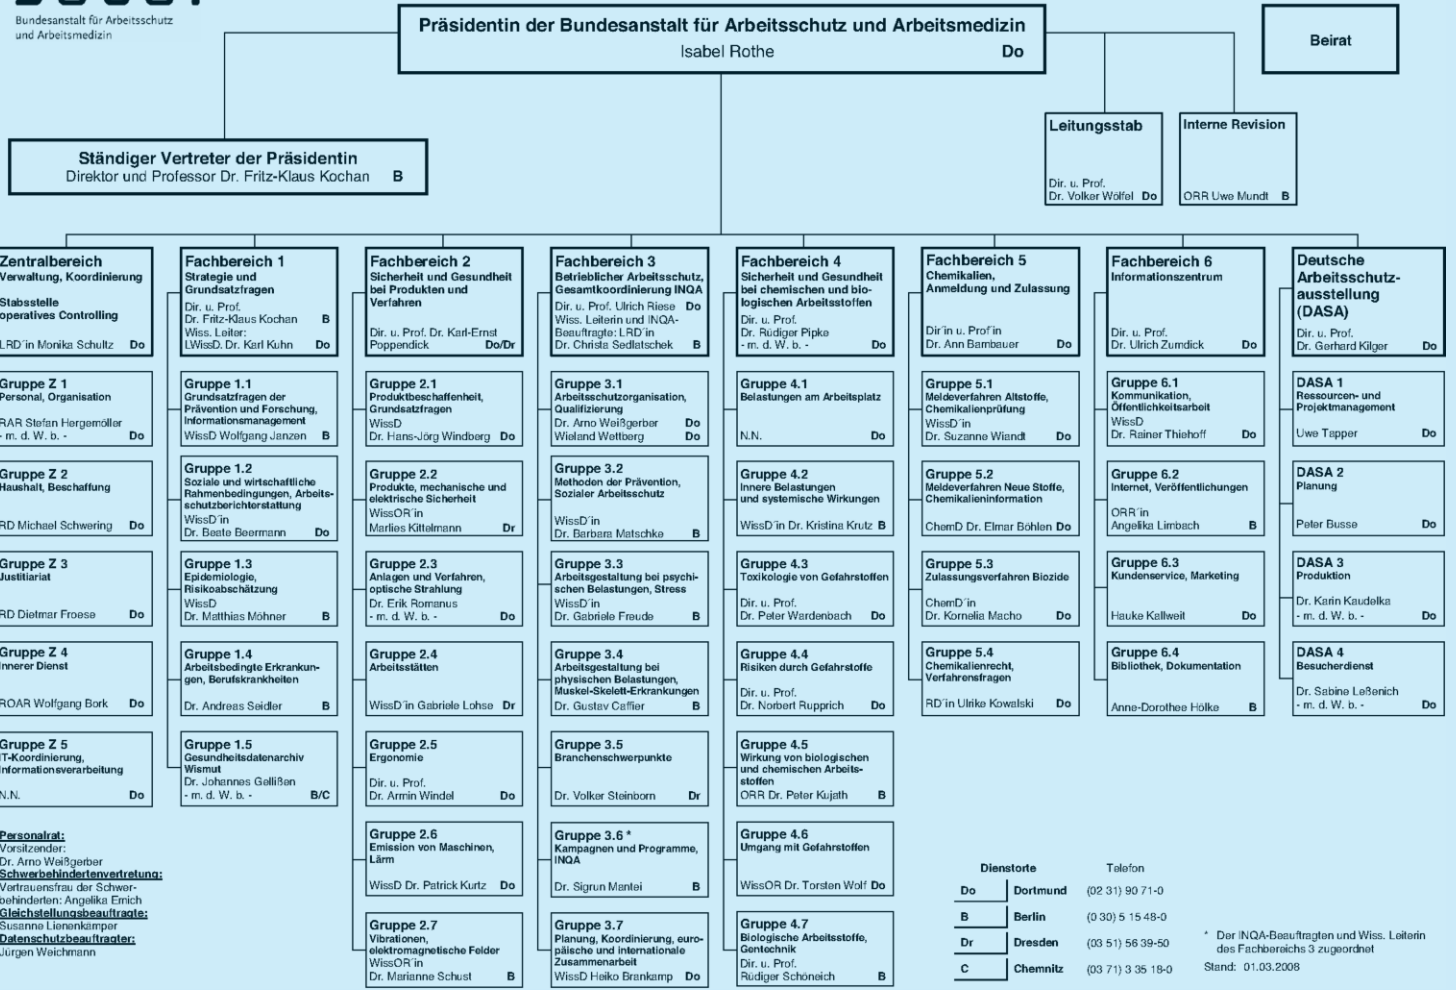 Bundesanstalt für Arbeitsschutz
und Arbeitsmedizin
Präsidentin der Bundesanstalt für Arbeitsschutz und Arbeitsmedizin
Isabel Rothe Do
Beirat
Leitungsstab
Dir. u. Prof.
Dr. Volker Wölfel Do
Interne Revision
ORR Uwe Mundt B
Ständiger Vertreter der Präsidentin
Direktor und Professor Dr. Fritz-Klaus Kochan B
Zentralbereich
Verwaltung, Koordinierung
Stabsstelle
operatives Controlling
LRD´in Monika Schultz Do
Gruppe Z 1
Personal, Organisation
RAR Stefan Hergemöller
- m. d. W. b. - Do
Gruppe Z 2
Haushalt, Beschaffung
RD Michael Schwering Do
Gruppe Z 3
Justitiariat
RD Dietmar Froese Do
Gruppe Z 4
Innerer Dienst
ROAR Wolfgang Bork Do
Gruppe Z 5
IT-Koordinierung,
Informationsverarbeitung
N.N. Do
Fachbereich 1
Strategie und
Grundsatzfragen
Dir. u. Prof.
Dr. Fritz-Klaus Kochan B
Wiss. Leiter:
LWissD. Dr. Karl Kuhn Do
Gruppe 1.1
Grundsatzfragen der
Prävention und Forschung,
Informationsmanagement
WissD Wolfgang Janzen B
Gruppe 1.2
Soziale und wirtschaftliche
Rahmenbedingungen, Arbeits-
schutzberichterstattung
WissD´in
Dr. Beate Beermann Do
Gruppe 1.3
Epidemiologie,
Risikoabschätzung
WissD
Dr. Matthias Möhner B
Gruppe 1.4
Arbeitsbedingte Erkrankun-
gen, Berufskrankheiten
Dr. Andreas Seidler B
Gruppe 1.5
Gesundheitsdatenarchiv
Wismut
Dr. Johannes Gellißen
- m. d. W. b. - B/C
Fachbereich 2
Sicherheit und Gesundheit
bei Produkten und
Verfahren
Dir. u. Prof. Dr. Karl-Ernst
Poppendick Do/Dr
Gruppe 2.1
Produktbeschaffenheit,
Grundsatzfragen
WissD
Dr. Hans-Jörg Windberg Do
Gruppe 2.2
Produkte, mechanische und
elektrische Sicherheit
WissOR´in
Marlies Kittelmann Dr
Gruppe 2.3
Anlagen und Verfahren,
optische Strahlung
Dr. Erik Romanus
- m. d. W. b. - Do
Gruppe 2.4
Arbeitsstätten
WissD´in Gabriele Lohse Dr
Gruppe 2.5
Ergonomie
Dir. u. Prof.
Dr. Armin Windel Do
Gruppe 2.6
Emission von Maschinen,
Lärm
WissD Dr. Patrick Kurtz Do
Gruppe 2.7
Vibrationen,
elektromagnetische Felder
WissOR´in
Dr. Marianne Schust B
Fachbereich 3
Betrieblicher Arbeitsschutz,
Gesamtkoordinierung INQA
Dir. u. Prof. Ulrich Riese Do
Wiss. Leiterin und INQA-
Beauftragte: LRD´in
Dr. Christa Sedlatschek B
Gruppe 3.1
Arbeitsschutzorganisation,
Qualifizierung
Dr. Arno Weißgerber Do
Wieland Wettberg Do
Gruppe 3.2
Methoden der Prävention,
Sozialer Arbeitsschutz
WissD´in
Dr. Barbara Matschke B
Gruppe 3.3
Arbeitsgestaltung bei psychi-
schen Belastungen, Stress
WissD´in
Dr. Gabriele Freude B
Gruppe 3.4
Arbeitsgestaltung bei
physischen Belastungen,
Muskel-Skelett-Erkrankungen
Dr. Gustav Caffier B
Gruppe 3.5
Branchenschwerpunkte
Dr. Volker Steinborn Dr
Gruppe 3.6 *
Kampagnen und Programme,
INQA
Dr. Sigrun Mantei B
Gruppe 3.7
Planung, Koordinierung, euro-
päische und internationale
Zusammenarbeit
WissD Heiko Brankamp Do
Fachbereich 4
Sicherheit und Gesundheit
bei chemischen und bio-
logischen Arbeitsstoffen
Dir. u. Prof.
Dr. Rüdiger Pipke
- m. d. W. b. - Do
Gruppe 4.1
Belastungen am Arbeitsplatz
N.N. Do
Gruppe 4.2
Innere Belastungen
und systemische Wirkungen
WissD´in Dr. Kristina Krutz B
Gruppe 4.3
Toxikologie von Gefahrstoffen
Dir. u. Prof.
Dr. Peter Wardenbach Do
Gruppe 4.4
Risiken durch Gefahrstoffe
Dir. u. Prof.
Dr. Norbert Rupprich Do
Gruppe 4.5
Wirkung von biologischen
und chemischen Arbeits-
stoffen
ORR Dr. Peter Kujath B
Gruppe 4.6
Umgang mit Gefahrstoffen
WissOR Dr. Torsten Wolf Do
Gruppe 4.7
Biologische Arbeitsstoffe,
Gentechnik
Dir. u. Prof.
Rüdiger Schöneich B
Fachbereich 5
Chemikalien,
Anmeldung und Zulassung
Dir´in u. Prof´in
Dr. Ann Bambauer Do
Gruppe 5.1
Meldeverfahren Altstoffe,
Chemikalienprüfung
WissD´in
Dr. Suzanne Wiandt Do
Gruppe 5.2
Meldeverfahren Neue Stoffe,
Chemikalieninformation
ChemD Dr. Elmar Böhlen Do
Gruppe 5.3
Zulassungsverfahren Biozide
ChemD´in
Dr. Kornelia Macho Do
Gruppe 5.4
Chemikalienrecht,
Verfahrensfragen
RD´in Ulrike Kowalski Do
Fachbereich 6
Informationszentrum
Dir. u. Prof.
Dr. Ulrich Zumdick Do
Gruppe 6.1
Kommunikation,
Öffentlichkeitsarbeit
WissD
Dr. Rainer Thiehoff Do
Gruppe 6.2
Internet, Veröffentlichungen
ORR´in
Angelika Limbach B
Gruppe 6.3
Kundenservice, Marketing
Hauke Kallweit Do
Gruppe 6.4
Bibliothek, Dokumentation
Anne-Dorothee Hölke B
Deutsche
Arbeitsschutz-
ausstellung
(DASA)
Dir. u. Prof.
Dr. Gerhard Kilger Do
DASA 1
Ressourcen- und
Projektmanagement
Uwe Tapper Do
DASA 2
Planung
Peter Busse Do
DASA 3
Produktion
Dr. Karin Kaudelka
- m. d. W. b. - Do
DASA 4
Besucherdienst
Dr. Sabine Leßenich
- m. d. W. b. - Do
Personalrat:
Vorsitzender:
Dr. Arno Weißgerber
Schwerbehindertenvertretung:
Vertrauensfrau der Schwer-
behinderten: Angelika Emich
Gleichstellungsbeauftragte:
Susanne Lienenkämper
Datenschutzbeauftragter:
Jürgen Weichmann
Dienstorte Telefon
Do Dortmund (02 31) 90 71-0
B Berlin (0 30) 5 15 48-0
Dr Dresden (03 51) 56 39-50
C Chemnitz (03 71) 3 35 18-0
* Der INQA-Beauftragten und Wiss. Leiterin
des Fachbereichs 3 zugeordnet
Stand: 01.03.2008